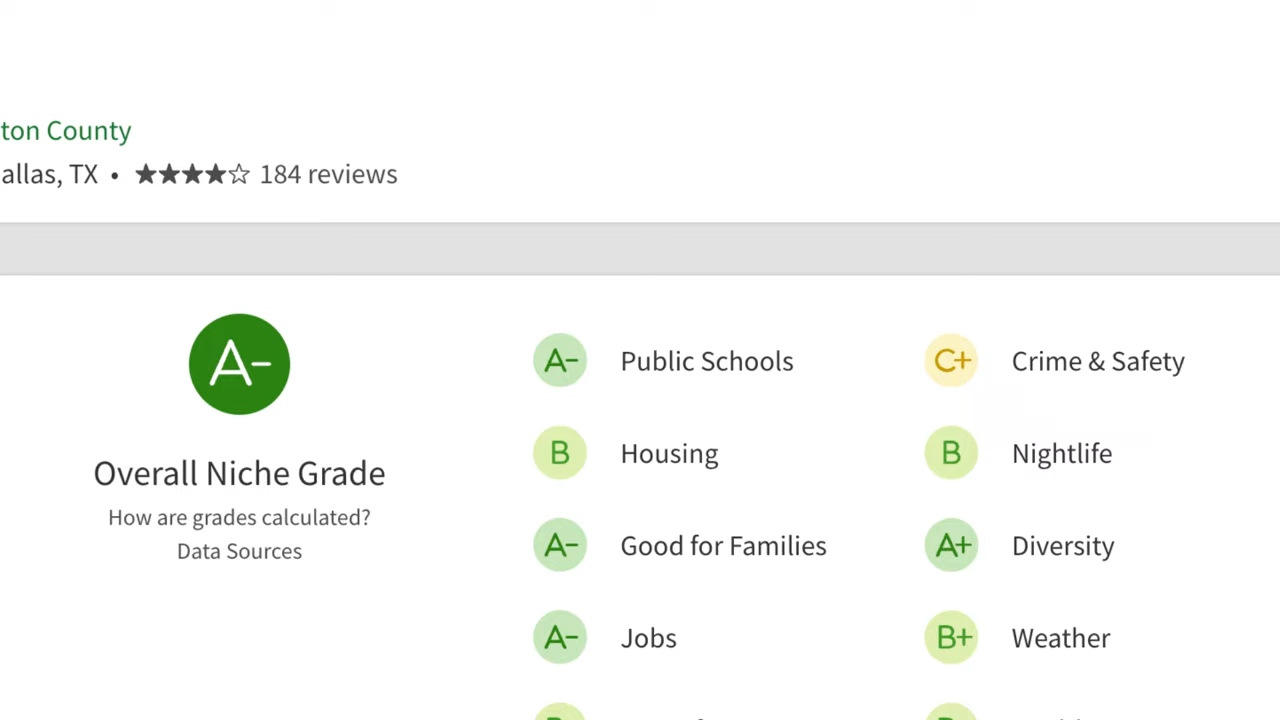 ton County
allas, TX • ★★★★☆ 184 reviews
A-
Overall Niche Grade
How are grades calculated?
Data Sources
A- Public Schools
C+ Crime & Safety
B Housing
B Nightlife
A- Good for Families
A+ Diversity
A- Jobs
B+ Weather